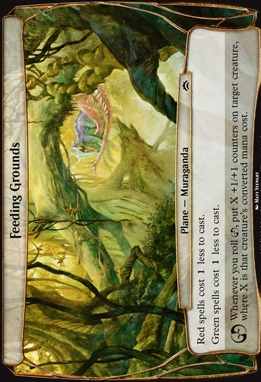 Feeding Grounds
Plane — Muraganda
Red spells cost 1 less to cast.
Green spells cost 1 less to cast.
Whenever you roll , put X +1/+1 counters on target creature,
where X is that creature's converted mana cost.